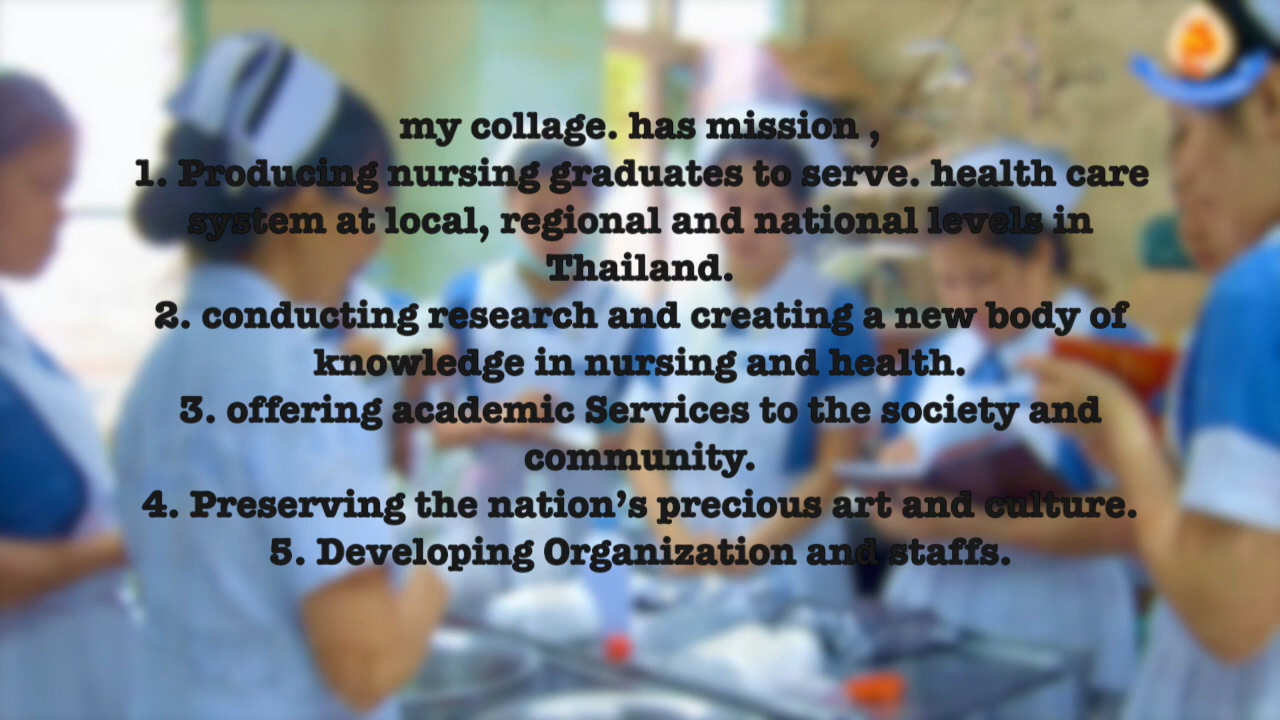 my collage. has mission ,
1. Producing nursing graduates to serve. health care
system at local, regional and national levels in
Thailand.
2. conducting research and creating a new body of
knowledge in nursing and health.
3. offering academic Services to the society and
community.
4. Preserving the nation’s precious art and culture.
5. Developing Organization and staffs.